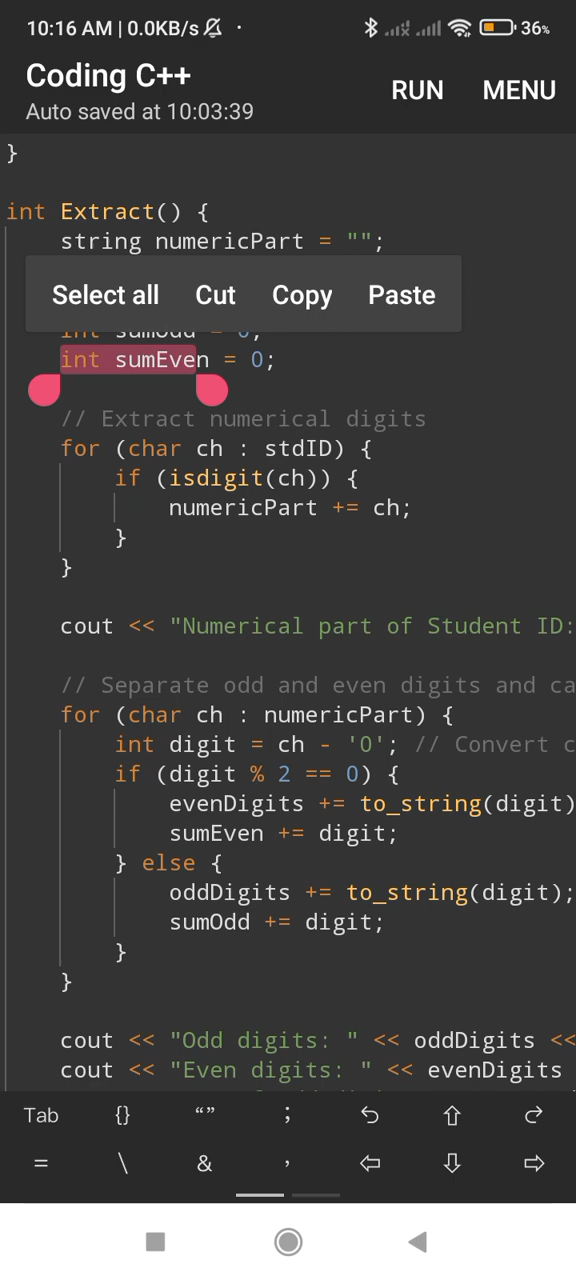 10:16 AM | 0.0KB/s
36%
Coding C++
RUN MENU
Auto saved at 10:03:39
}
int Extract() {
string numericPart = "";
Select all Cut Copy Paste
int sumOdd = 0;
int sumEven = 0;
// Extract numerical digits
for (char ch : stdID) {
if (isdigit(ch)) {
numericPart += ch;
}
}
cout << "Numerical part of Student ID:
// Separate odd and even digits and ca
for (char ch : numericPart) {
int digit = ch - '0'; // Convert c
if (digit % 2 == 0) {
evenDigits += to_string(digit)
sumEven += digit;
} else {
oddDigits += to_string(digit);
sumOdd += digit;
}
}
cout << "Odd digits: " << oddDigits <<
cout << "Even digits: " << evenDigits
Tab {} “” ;
= \ & ,